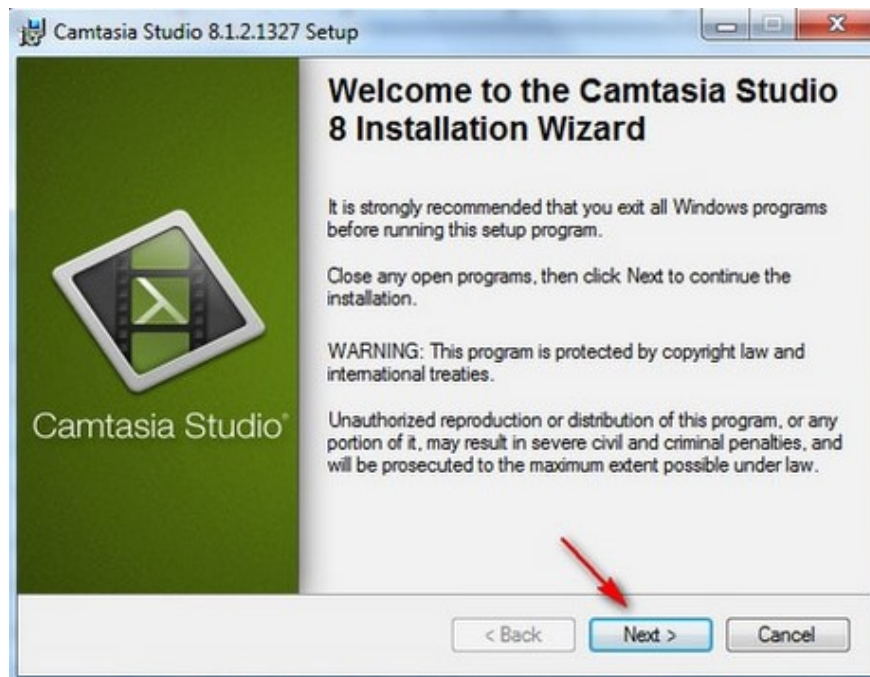 Camtasia Studio 8.1.2.1327 Setup
Welcome to the Camtasia Studio
8 Installation Wizard
It is strongly recommended that you exit all Windows programs
before running this setup program.
Close any open programs, then click Next to continue the
installation.
WARNING: This program is protected by copyright law and
international treaties.
Camtasia Studio®
Unauthorized reproduction or distribution of this program, or any
portion of it, may result in severe civil and criminal penalties, and
will be prosecuted to the maximum extent possible under law.
< Back
Next >
Cancel